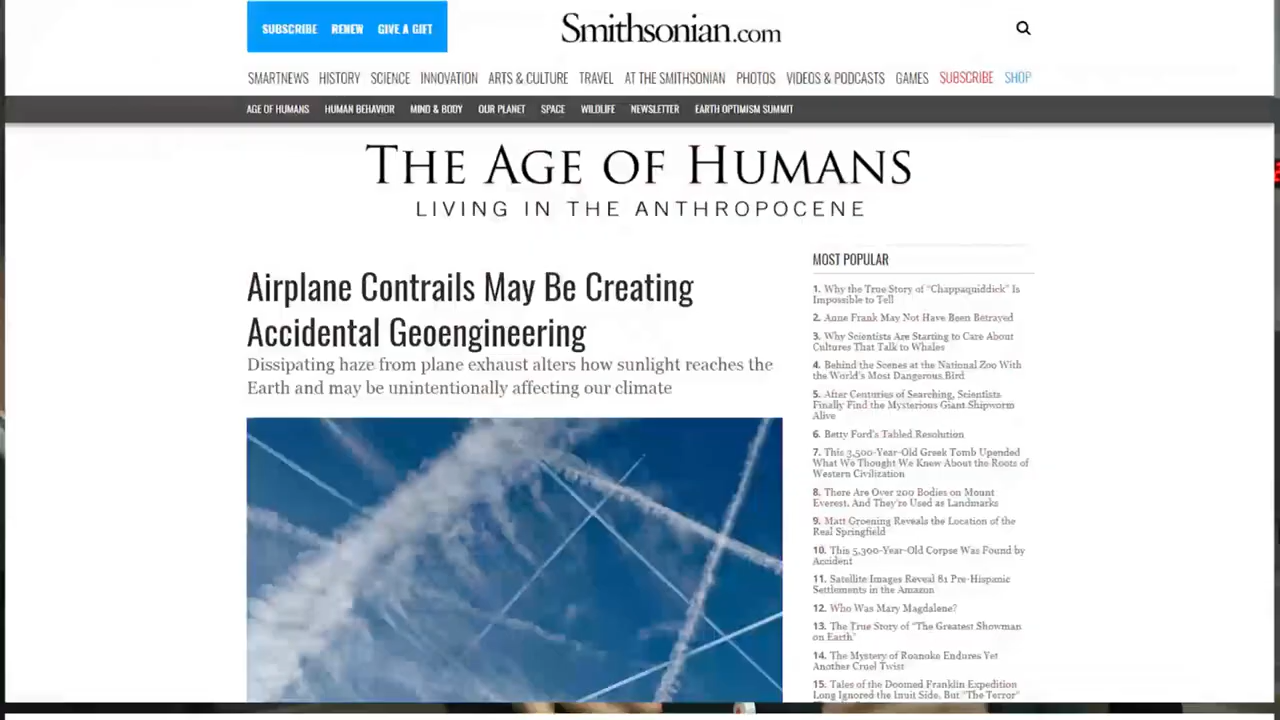 SUBSCRIBE RENEW GIVE A GIFT
Smithsonian.com
SMARTNEWS HISTORY SCIENCE INNOVATION ARTS & CULTURE TRAVEL AT THE SMITHSONIAN PHOTOS VIDEOS & PODCASTS GAMES SUBSCRIBE SHOP
AGE OF HUMANS HUMAN BEHAVIOR MIND & BODY OUR PLANET SPACE WILDLIFE NEWSLETTER EARTH OPTIMISM SUMMIT
THE AGE OF HUMANS
LIVING IN THE ANTHROPOCENE
Airplane Contrails May Be Creating
Accidental Geoengineering
Dissipating haze from plane exhaust alters how sunlight reaches the
Earth and may be unintentionally affecting our climate
MOST POPULAR
1. Why the True Story of "Chappaquiddick" Is
Impossible to Tell
2. Anne Frank May Not Have Been Betrayed
3. Why Scientists Are Starting to Care About
Cultures That Talk to Whales
4. Behind the Scenes at the National Zoo With
the World's Most Dangerous Bird
5. After Centuries of Searching, Scientists
Finally Find the Mysterious Giant Shipworm
Alive
6. Betty Ford's Tabled Resolution
7. This 3,500-Year-Old Greek Tomb Upended
What We Thought We Knew About the Roots of
Western Civilization
8. There Are Over 200 Bodies on Mount
Everest, And They're Used as Landmarks
9. Matt Groening Reveals the Location of the
Real Springfield
10. This 5,300-Year-Old Corpse Was Found by
Accident
11. Satellite Images Reveal 81 Pre-Hispanic
Settlements in the Amazon
12. Who Was Mary Magdalene?
13. The True Story of "The Greatest Showman
on Earth"
14. The Mystery of Roanoke Endures Yet
Another Cruel Twist
15. Tales of the Doomed Franklin Expedition
Long Ignored the Inuit Side, But "The Terror"